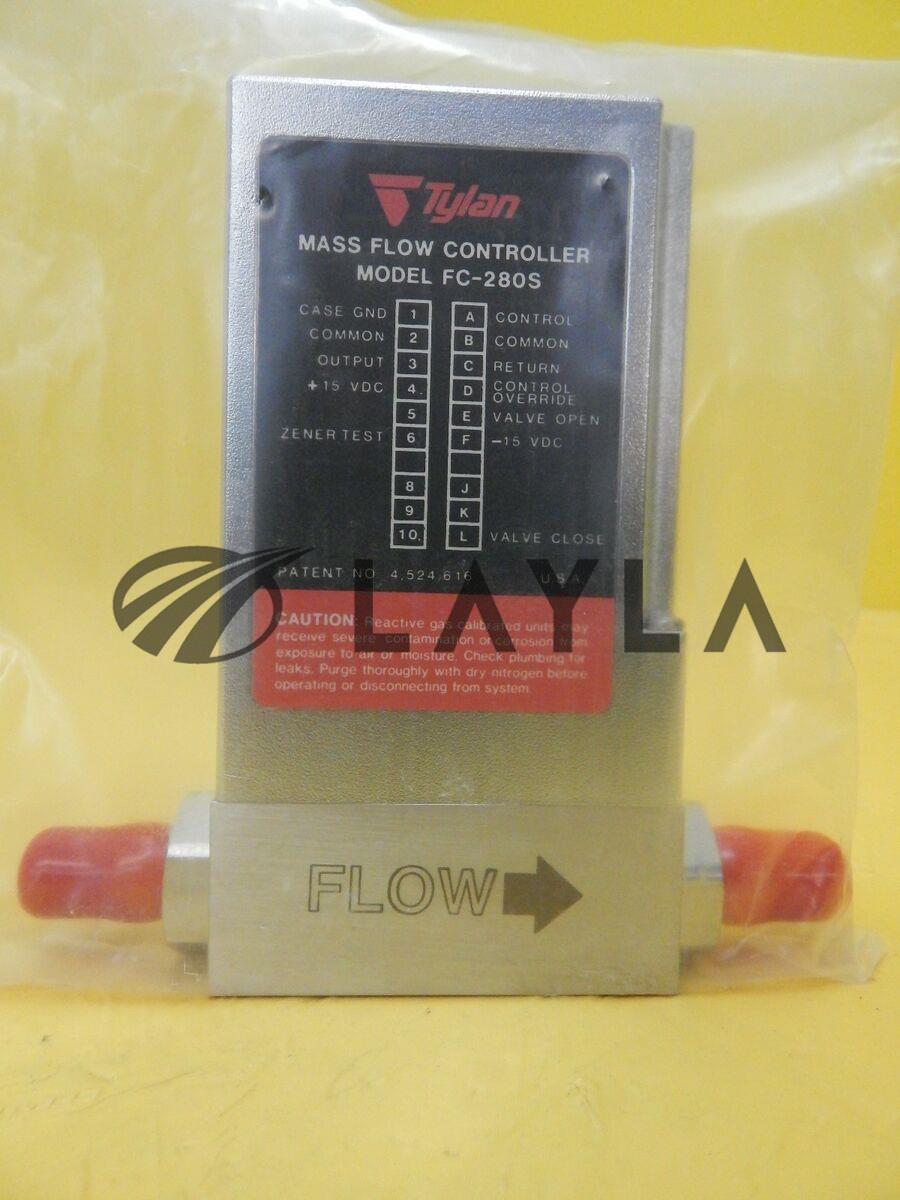 Tylan
MASS FLOW CONTROLLER
MODEL FC-280S
CASE GND 1 A CONTROL
COMMON 2 B COMMON
OUTPUT 3 C RETURN
+15 VDC 4. D CONTROL OVERRIDE
5 E VALVE OPEN
ZENER TEST 6 F -15 VDC
8 J
9 K
10. L VALVE CLOSE
PATENT NO. 4,524,616 U.S.A.
LAYLA
CAUTION: Reactive gas calibrated units may
receive severe contamination or corrosion from
exposure to air or moisture. Check plumbing for
leaks. Purge thoroughly with dry nitrogen before
operating or disconnecting from system.
FLOW